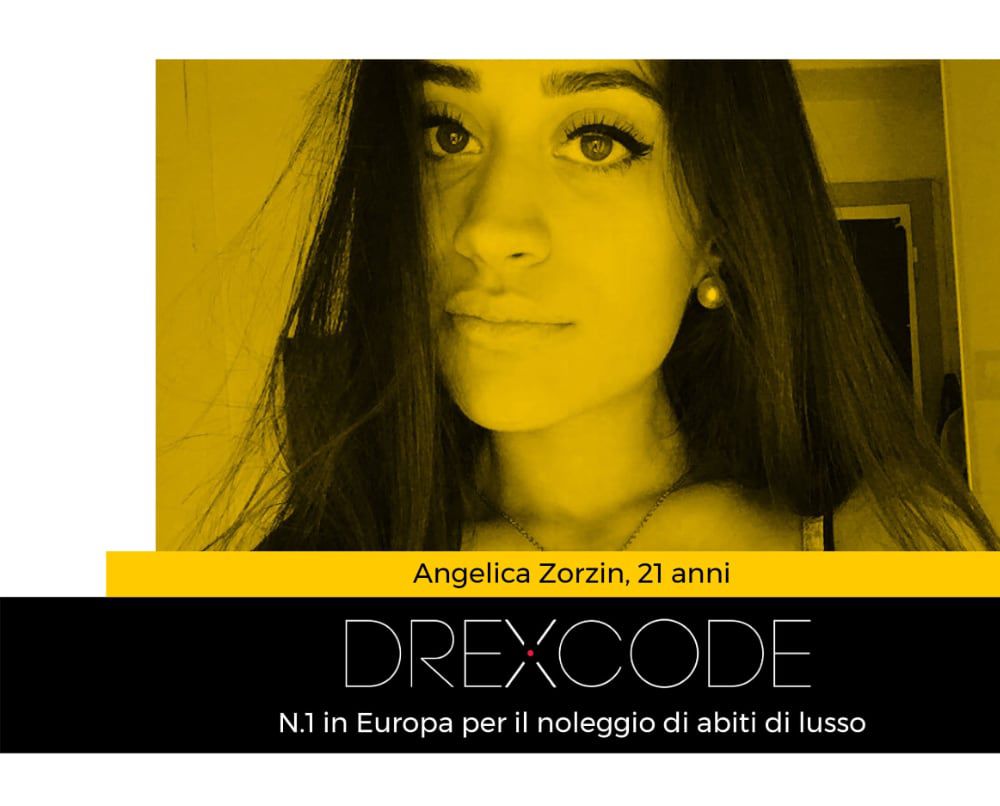 Angelica Zorzin, 21 anni
DREXCODE
N.1 in Europa per il noleggio di abiti di lusso